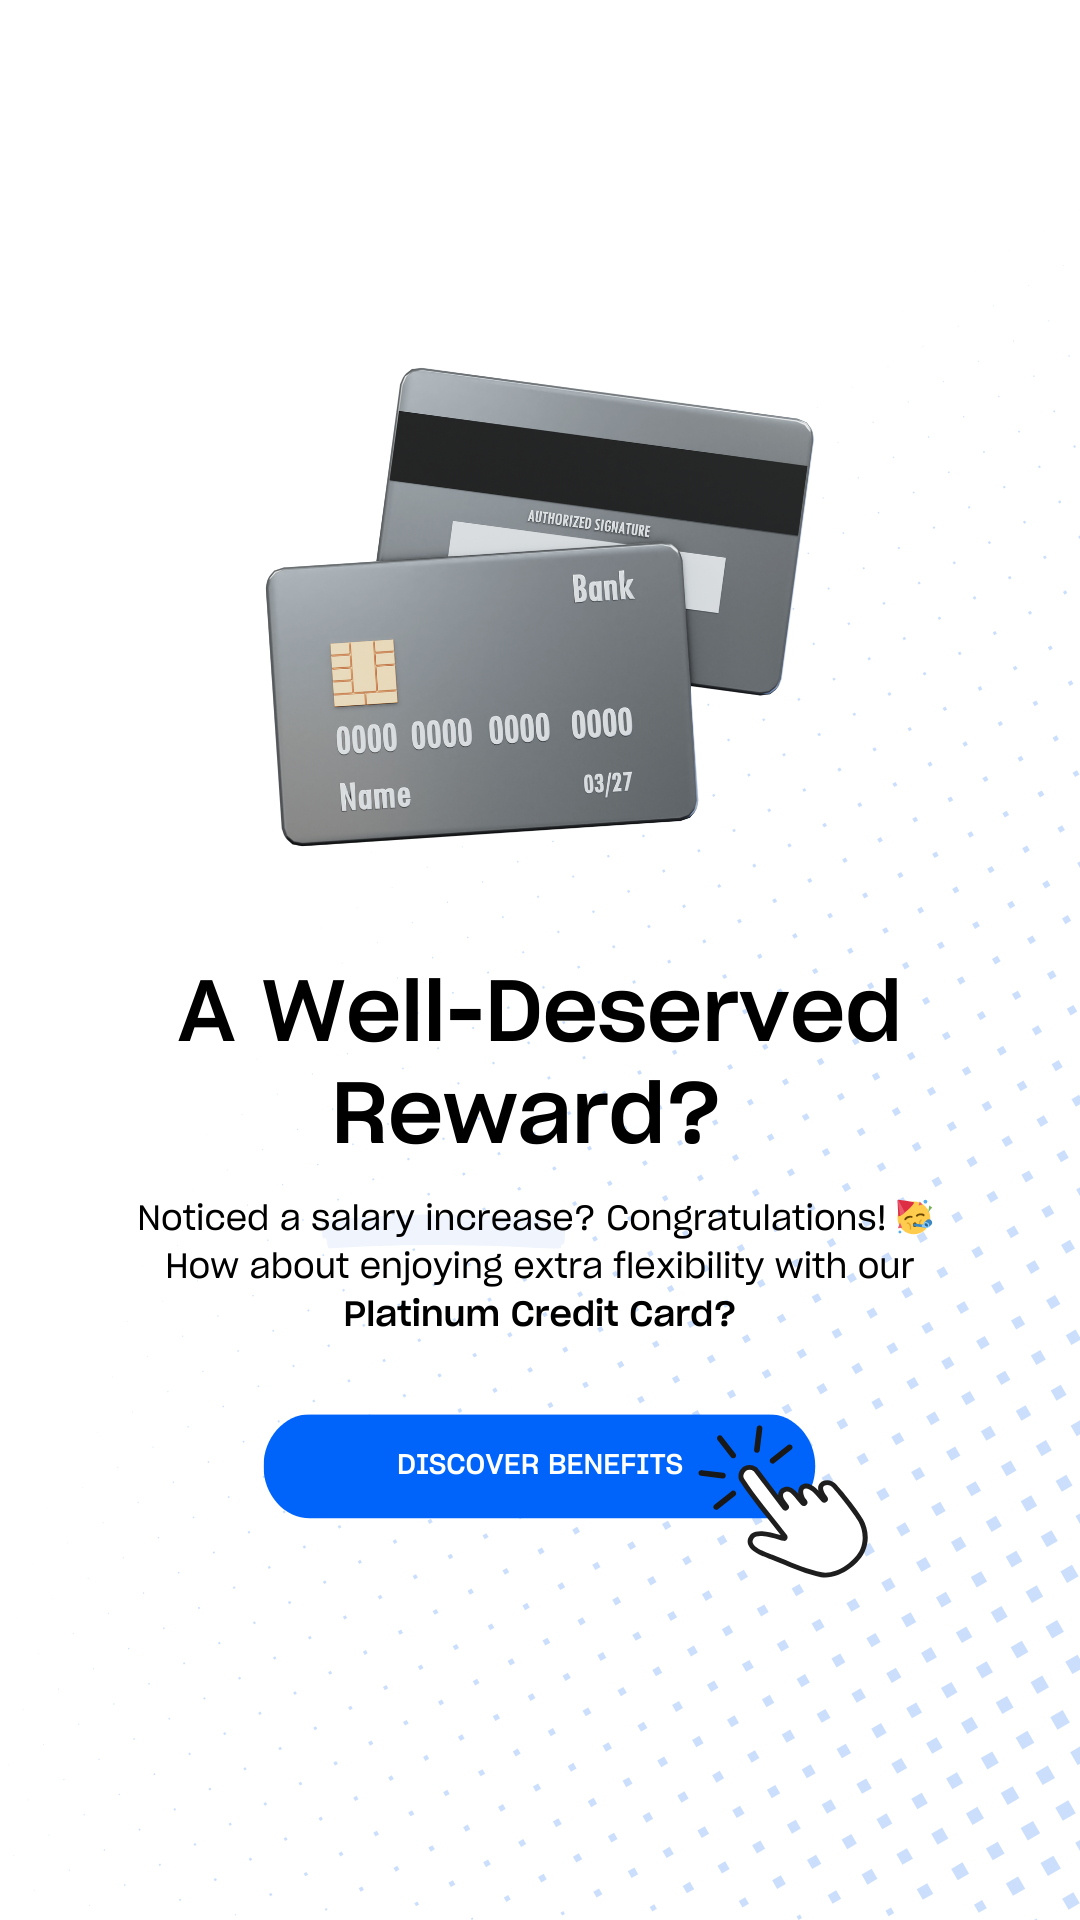 AUTHORIZED SIGNATURE
Bank
0000 0000 0000 0000
Name 03/27
A Well-Deserved
Reward?
Noticed a salary increase? Congratulations! 🥳
How about enjoying extra flexibility with our
Platinum Credit Card?
DISCOVER BENEFITS